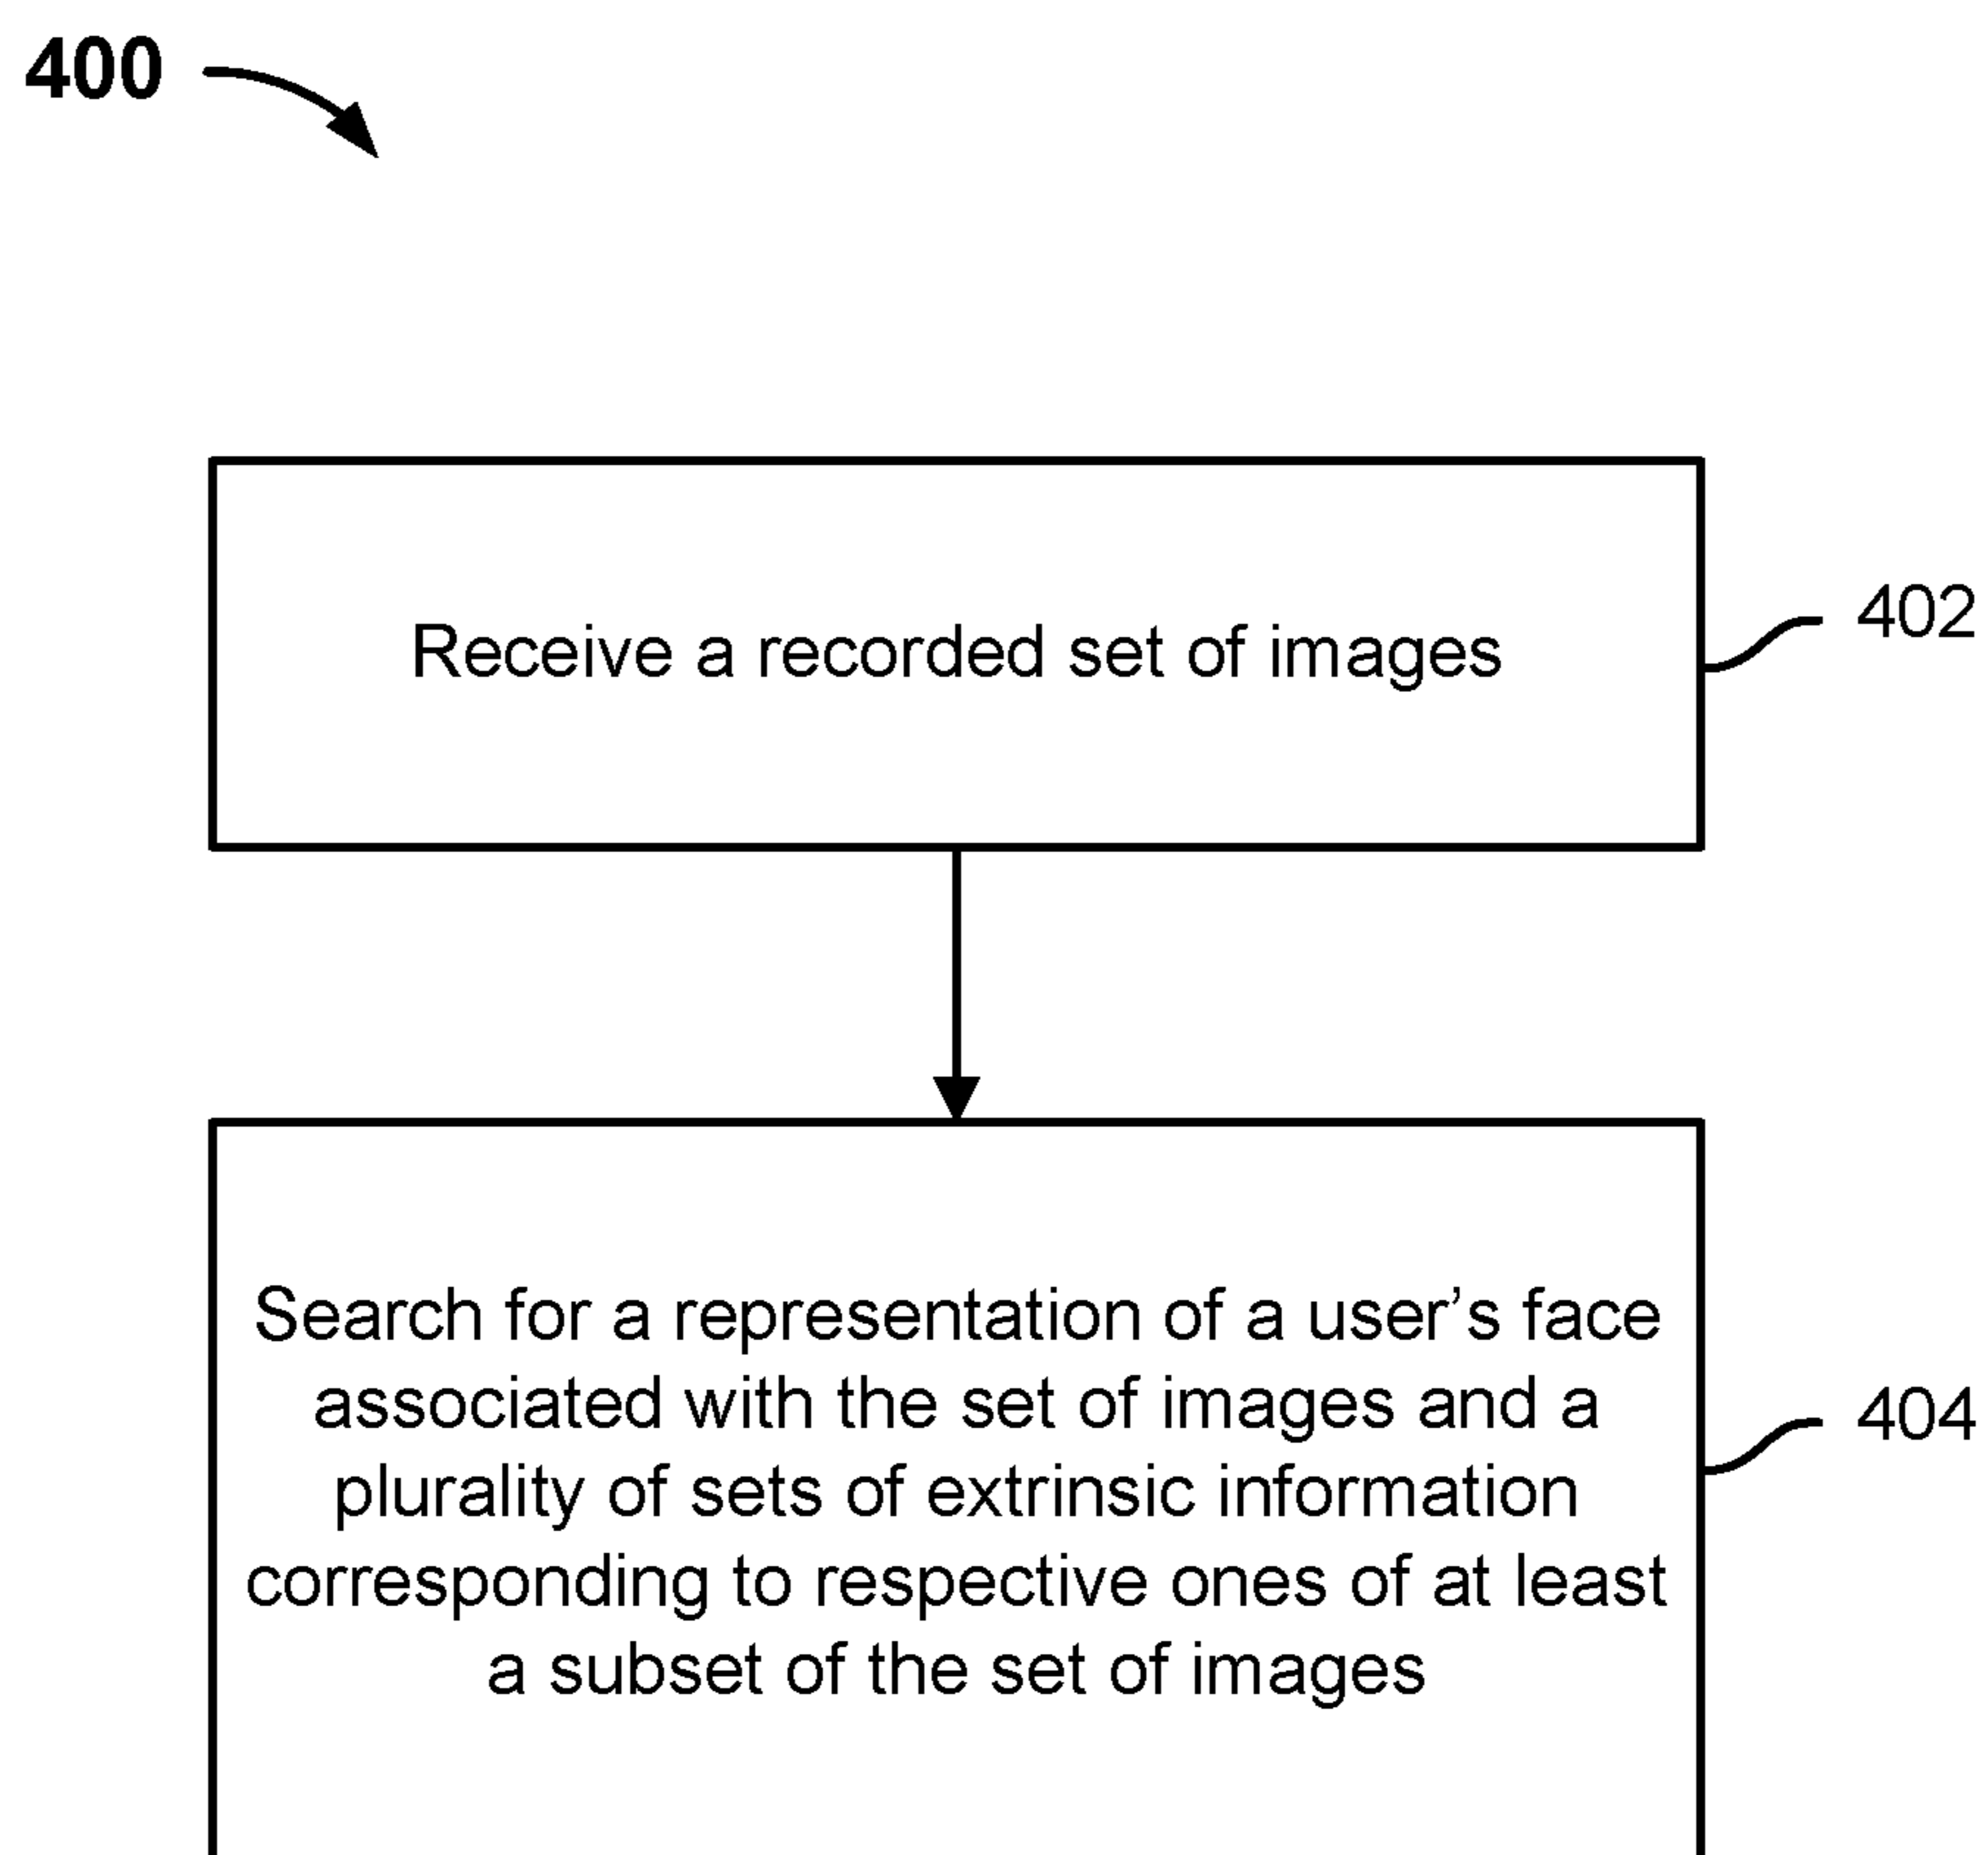 400
Receive a recorded set of images
402
Search for a representation of a user’s face
associated with the set of images and a
plurality of sets of extrinsic information
corresponding to respective ones of at least
a subset of the set of images
404